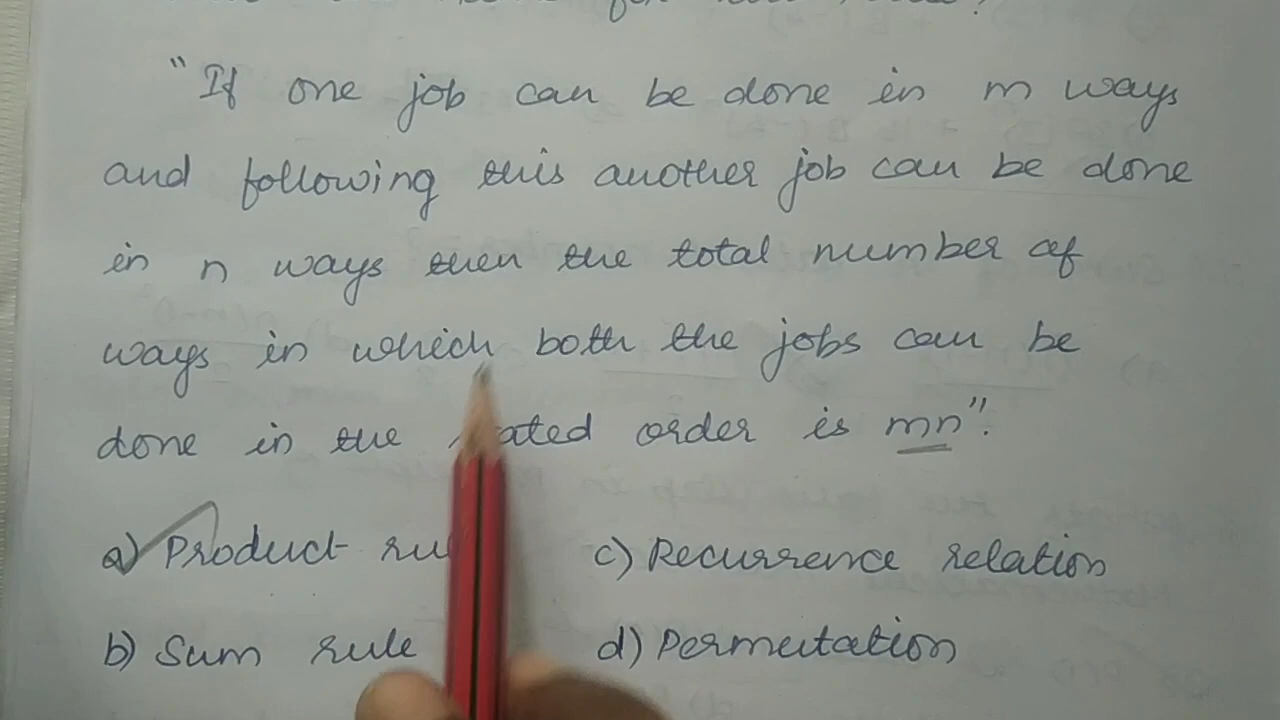 "If one job can be done in m ways
and following this another job can be done
in n ways then the total number of
ways in which both the jobs can be
done in the order is mn".
a) Product
c) Recurrence relation
b) Sum rule
d) Permutation